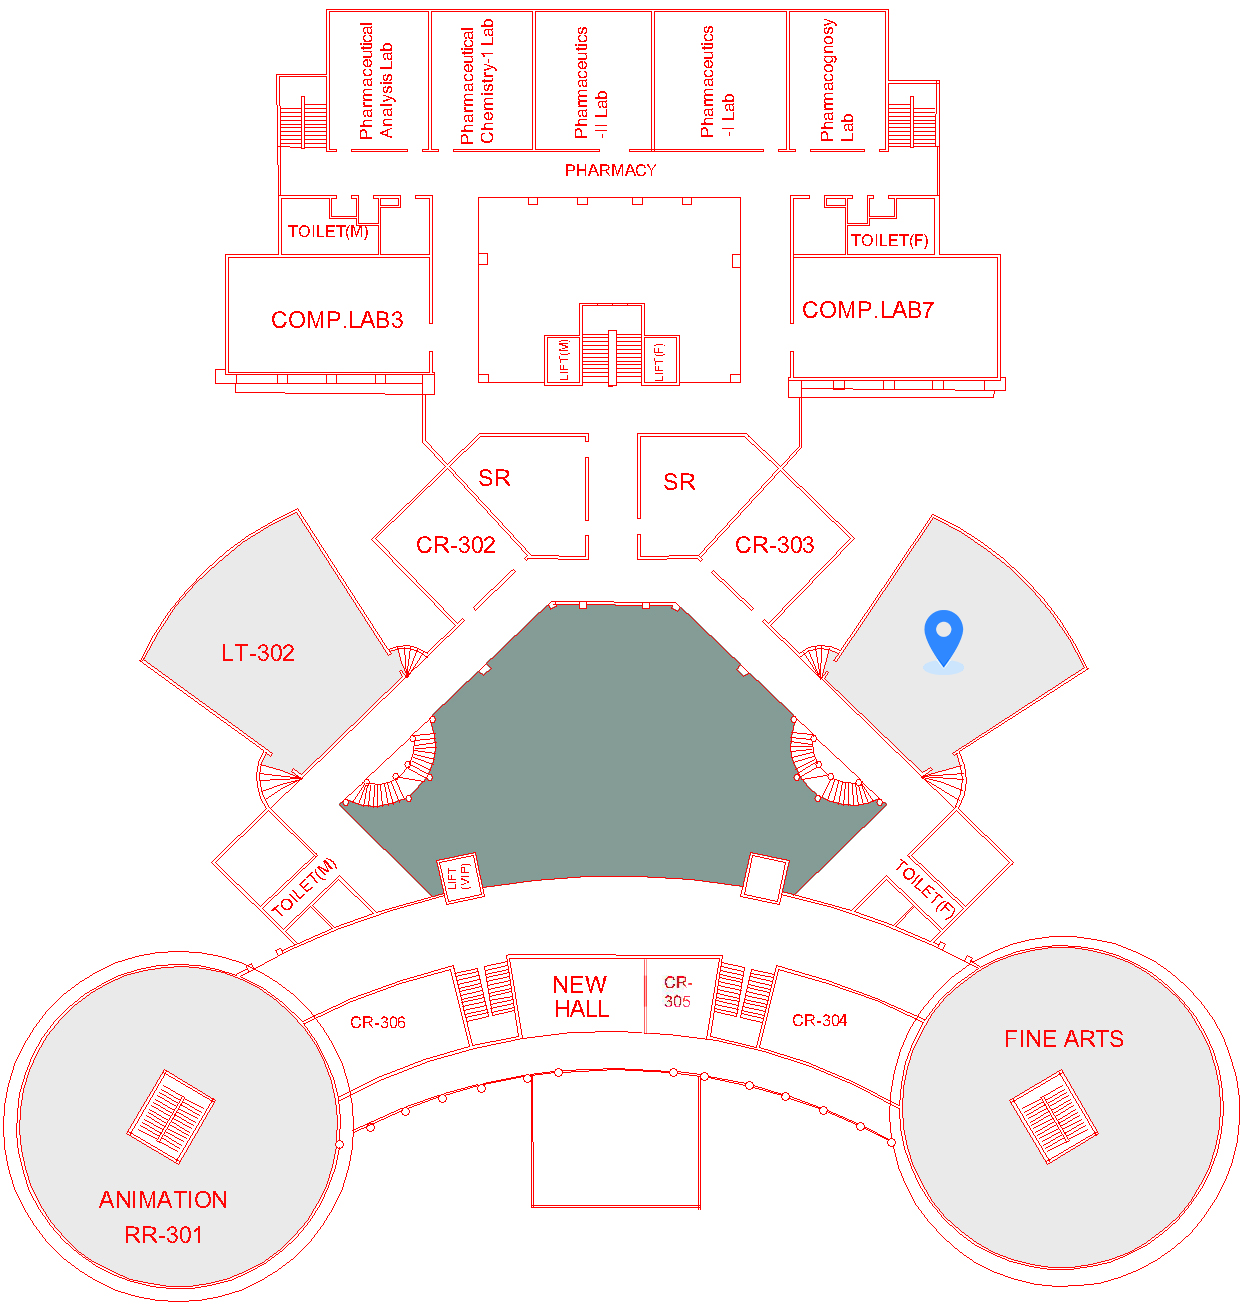 Pharmaceutical
Analysis Lab
Pharmaceutical
Chemistry-1 Lab
Pharmaceutics
-II Lab
Pharmaceutics
-I Lab
Pharmacognosy
Lab
PHARMACY
TOILET(M)
TOILET(F)
COMP.LAB3
COMP.LAB7
LIFT(M)
LIFT(F)
SR
SR
CR-302
CR-303
LT-302
LIFT
(VIP)
TOILET(M)
TOILET(F)
NEW
HALL
CR-
305
CR-306
CR-304
FINE ARTS
ANIMATION
RR-301